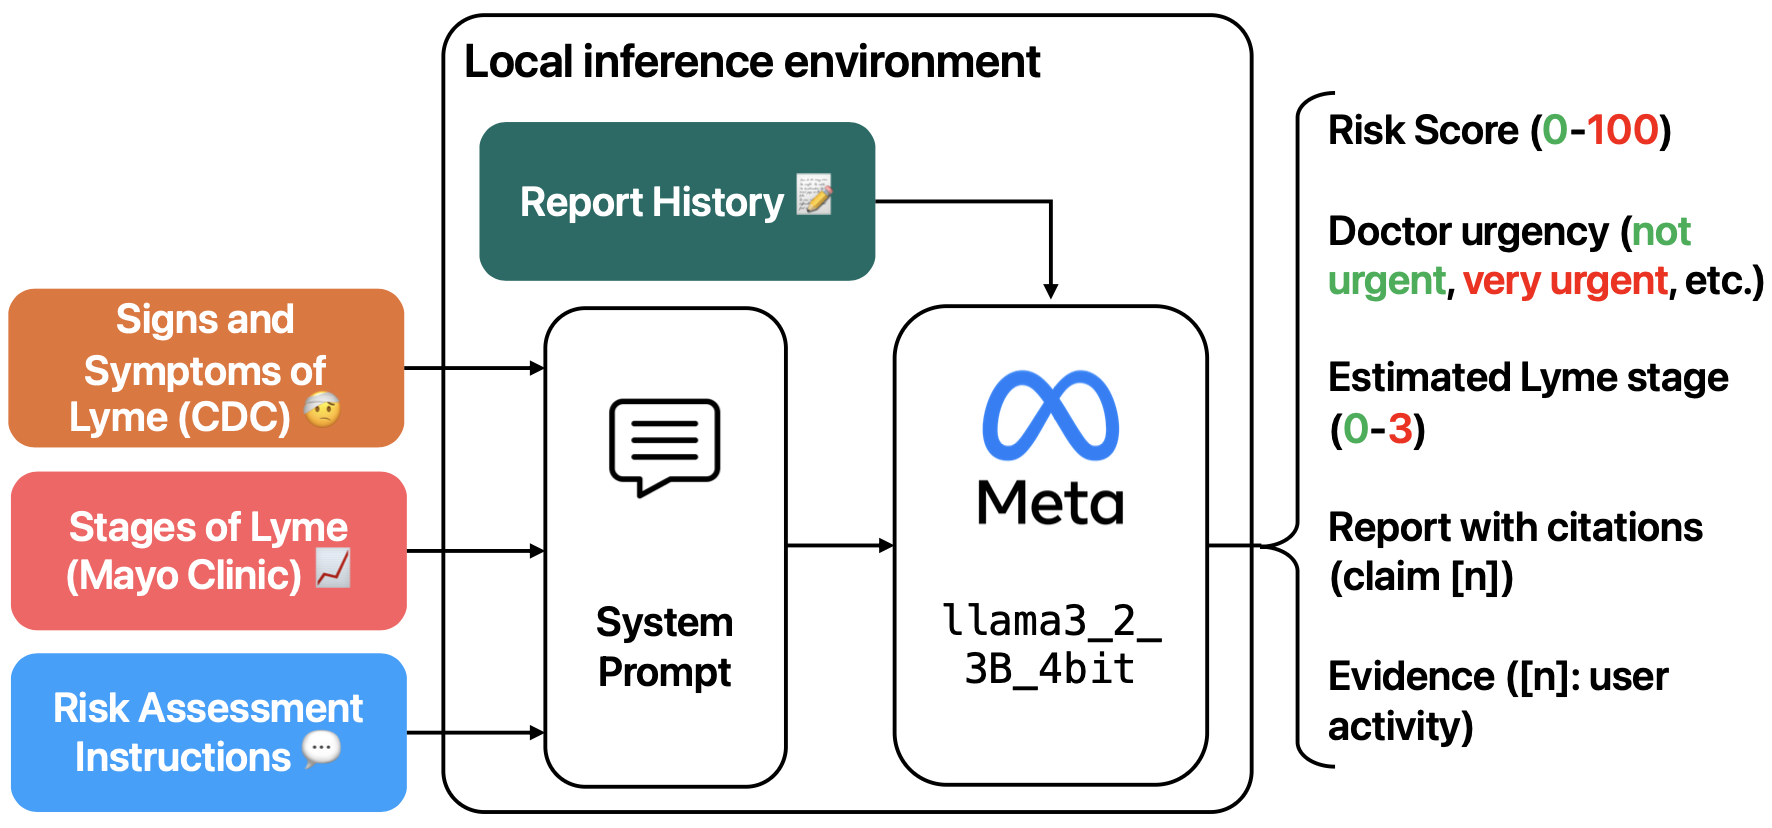 Local inference environment
Report History
Signs and
Symptoms of
Lyme (CDC)
Stages of Lyme
(Mayo Clinic)
Risk Assessment
Instructions
System
Prompt
Meta
llama3_2_
3B_4bit
Risk Score (0-100)
Doctor urgency (not
urgent, very urgent, etc.)
Estimated Lyme stage
(0-3)
Report with citations
(claim [n])
Evidence ([n]: user
activity)